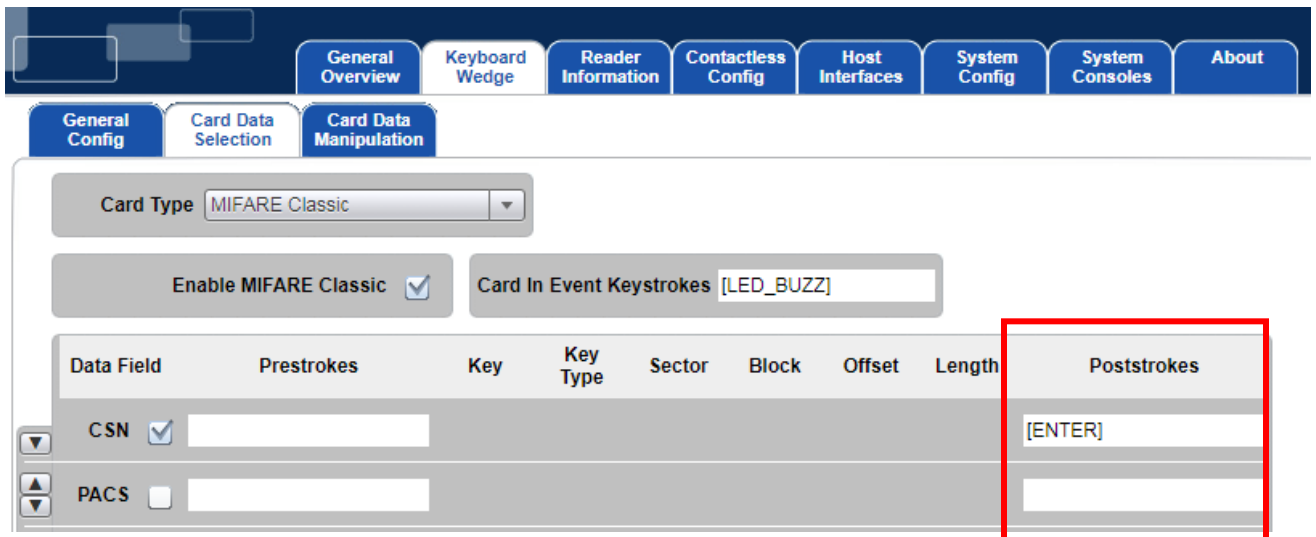 General Overview
Keyboard Wedge
Reader Information
Contactless Config
Host Interfaces
System Config
System Consoles
About
General Config
Card Data Selection
Card Data Manipulation
Card Type MIFARE Classic
Enable MIFARE Classic
Card In Event Keystrokes [LED_BUZZ]
Data Field Prestrokes Key Key Type Sector Block Offset Length Poststrokes
CSN [ENTER]
PACS